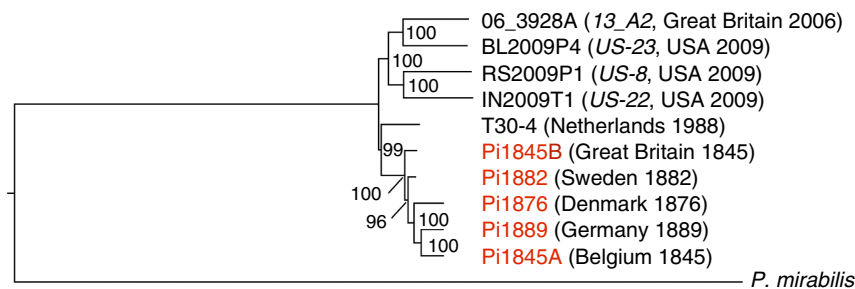 06_3928A (13_A2, Great Britain 2006)
100
BL2009P4 (US-23, USA 2009)
100
RS2009P1 (US-8, USA 2009)
100
IN2009T1 (US-22, USA 2009)
T30-4 (Netherlands 1988)
99
Pi1845B (Great Britain 1845)
Pi1882 (Sweden 1882)
100
Pi1876 (Denmark 1876)
96
100
Pi1889 (Germany 1889)
100
Pi1845A (Belgium 1845)
P. mirabilis